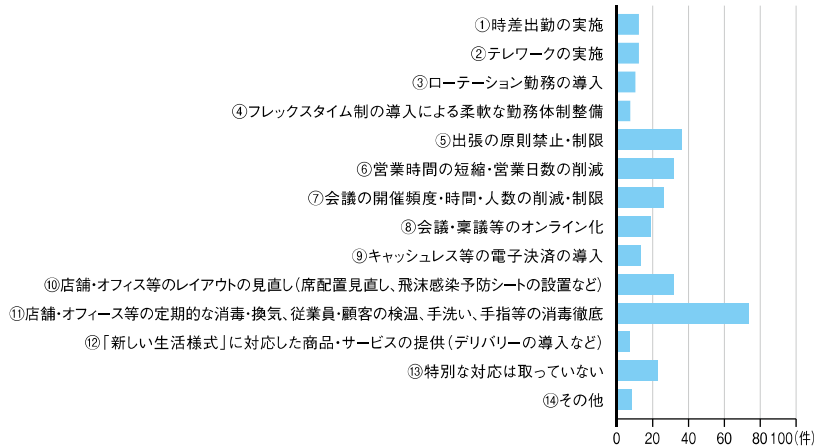 ①時差出勤の実施
②テレワークの実施
③ローテーション勤務の導入
④フレックスタイム制の導入による柔軟な勤務体制整備
⑤出張の原則禁止・制限
⑥営業時間の短縮・営業日数の削減
⑦会議の開催頻度・時間・人数の削減・制限
⑧会議・稟議等のオンライン化
⑨キャッシュレス等の電子決済の導入
⑩店舗・オフィス等のレイアウトの見直し（席配置見直し、飛沫感染予防シートの設置など）
⑪店舗・オフィース等の定期的な消毒・換気、従業員・顧客の検温、手洗い、手指等の消毒徹底
⑫「新しい生活様式」に対応した商品・サービスの提供（デリバリーの導入など）
⑬特別な対応は取っていない
⑭その他
0 20 40 60 80 100（件）